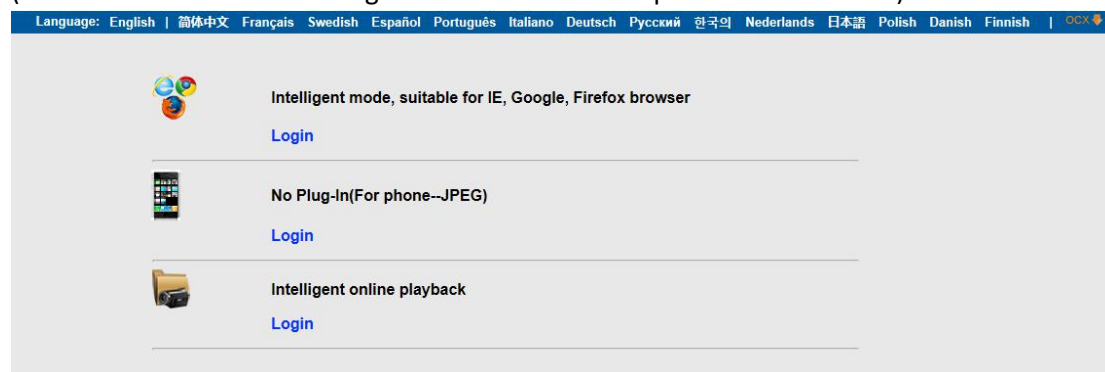 Language: English | 简体中文 Français Swedish Español Português Italiano Deutsch Русский 한국의 Nederlands 日本語 Polish Danish Finnish | OCX
Intelligent mode, suitable for IE, Google, Firefox browser
Login
No Plug-In(For phone--JPEG)
Login
Intelligent online playback
Login